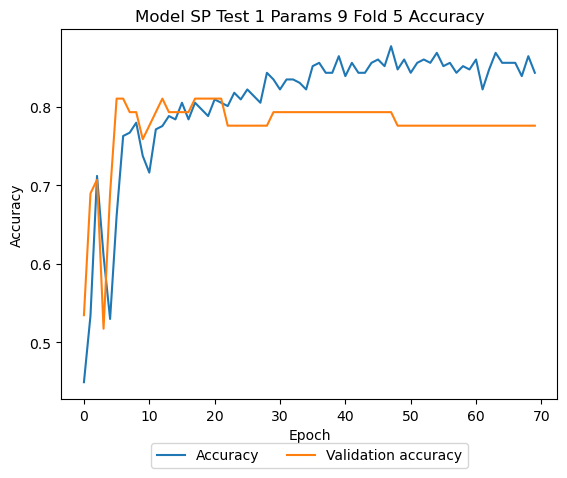 Model SP Test 1 Params 9 Fold 5 Accuracy
Accuracy
0.8
0.7
0.6
0.5
0 10 20 30 40 50 60 70
Epoch
Accuracy Validation accuracy